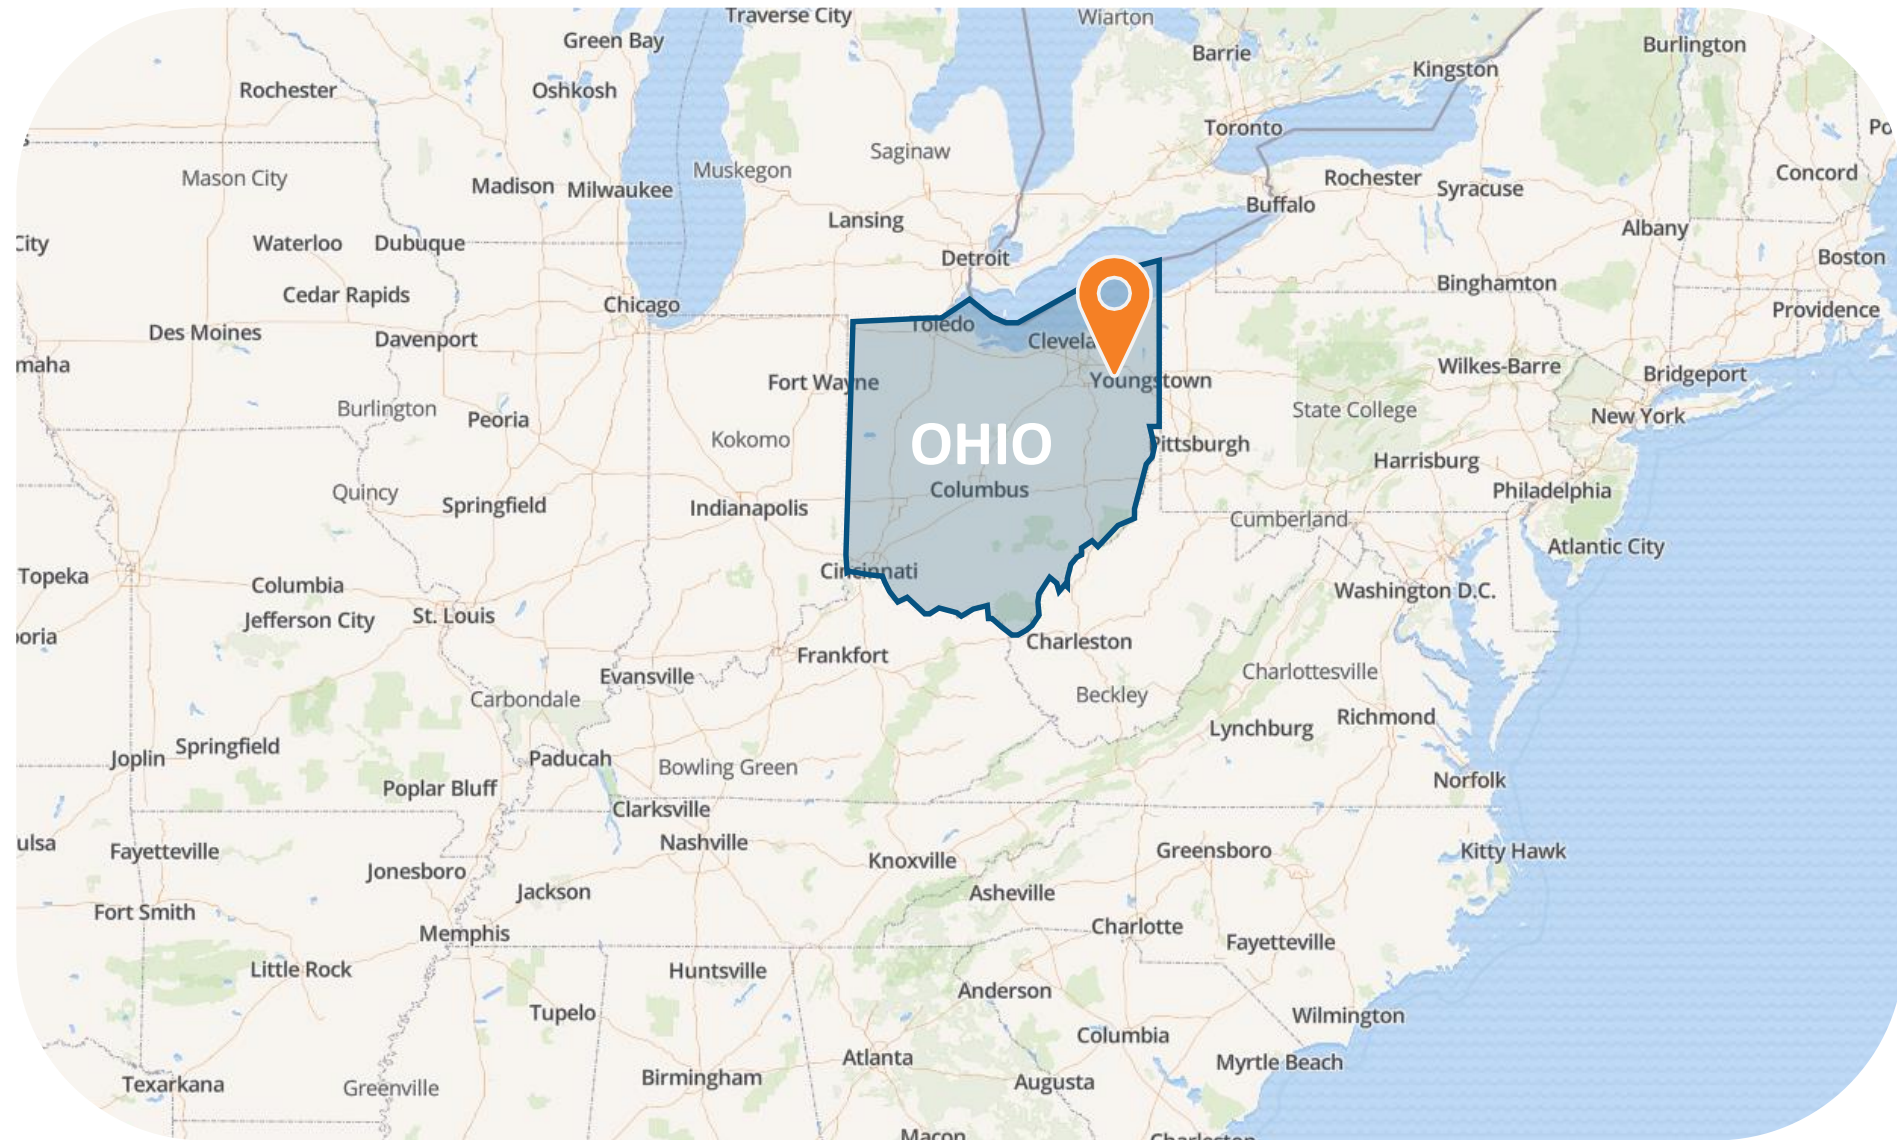 Traverse City
Wiarton
Green Bay
Barrie
Burlington
Kingston
Rochester
Oshkosh
Toronto
Po
s
Saginaw
Muskegon
Mason City
Madison
Milwaukee
Rochester
Syracuse
Concord
Lansing
Buffalo
Albany
City
Waterloo
Dubuque
Detroit
Boston
Cedar Rapids
Chicago
Binghamton
Providence
Des Moines
Davenport
Toledo
Clevela
maha
Fort Wayne
Youngstown
Wilkes-Barre
Bridgeport
Burlington
Peoria
Kokomo
OHIO
Pittsburgh
State College
New York
Harrisburg
Quincy
Springfield
Indianapolis
Columbus
Cumberland
Philadelphia
Atlantic City
Topeka
Columbia
Cincinnati
Washington D.C.
Jefferson City
St. Louis
poria
Frankfort
Charleston
Evansville
Charlottesville
Carbondale
Beckley
Lynchburg
Richmond
Joplin
Springfield
Paducah
Bowling Green
Poplar Bluff
Norfolk
Clarksville
ulsa
Fayetteville
Nashville
Knoxville
Greensboro
Kitty Hawk
Jonesboro
Jackson
Asheville
Fort Smith
Memphis
Charlotte
Fayetteville
Little Rock
Huntsville
Anderson
Tupelo
Wilmington
Columbia
Atlanta
Myrtle Beach
Texarkana
Greenville
Birmingham
Augusta
Macon
Charleston